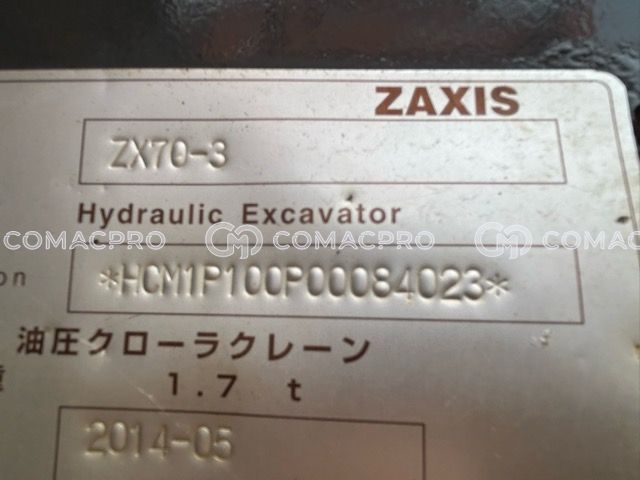 ZAXIS
ZX70-3
Hydraulic Excavator
COMACPRO COMACPRO COMACPRO
on *HCM1P100P00084023*
油圧クローラクレーン
1.7 t
2014-05